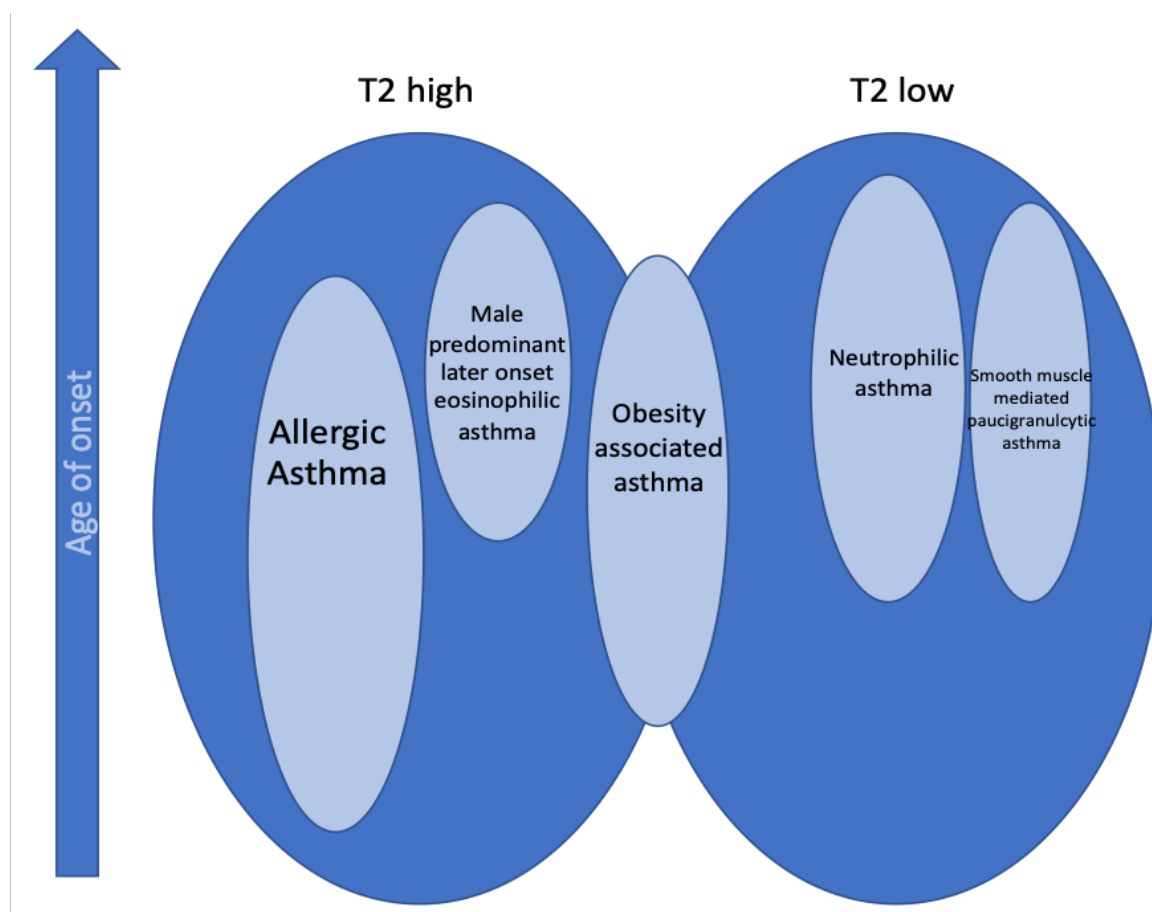 T2 high
T2 low
Age of onset
Allergic
Asthma
Male
predominant
later onset
eosinophilic
asthma
Obesity
associated
asthma
Neutrophilic
asthma
Smooth muscle
mediated
paucigranulcytic
asthma